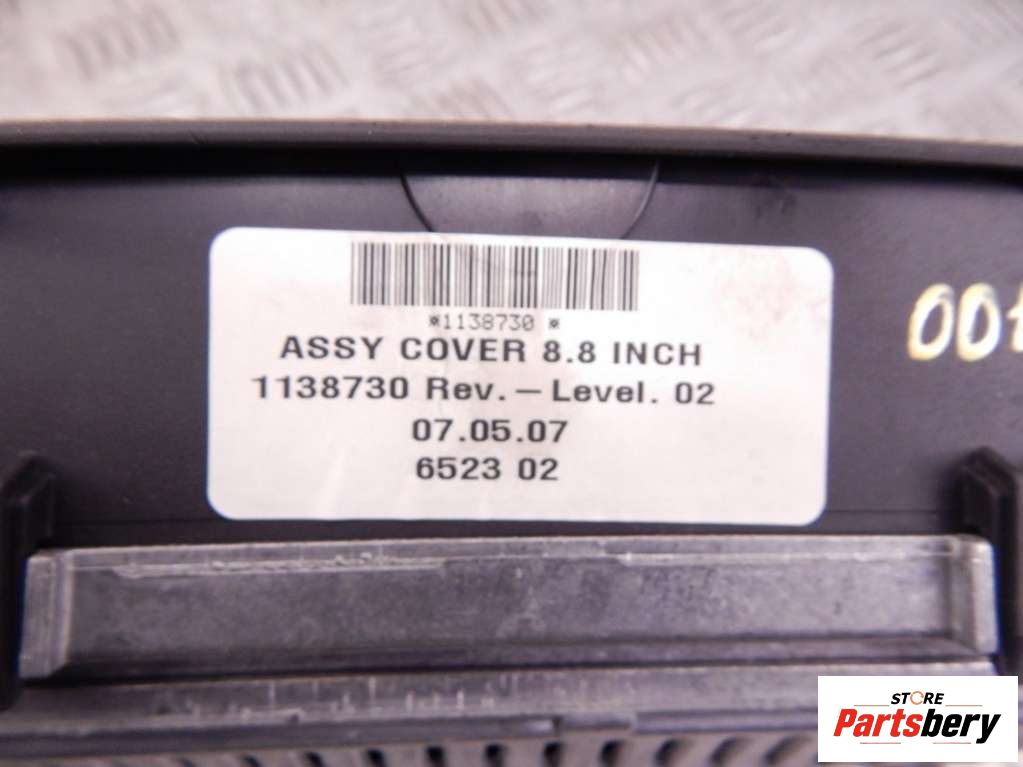 *1138730 *
ASSY COVER 8.8 INCH
1138730 Rev. – Level. 02
07.05.07
6523 02
STORE
Partsbery